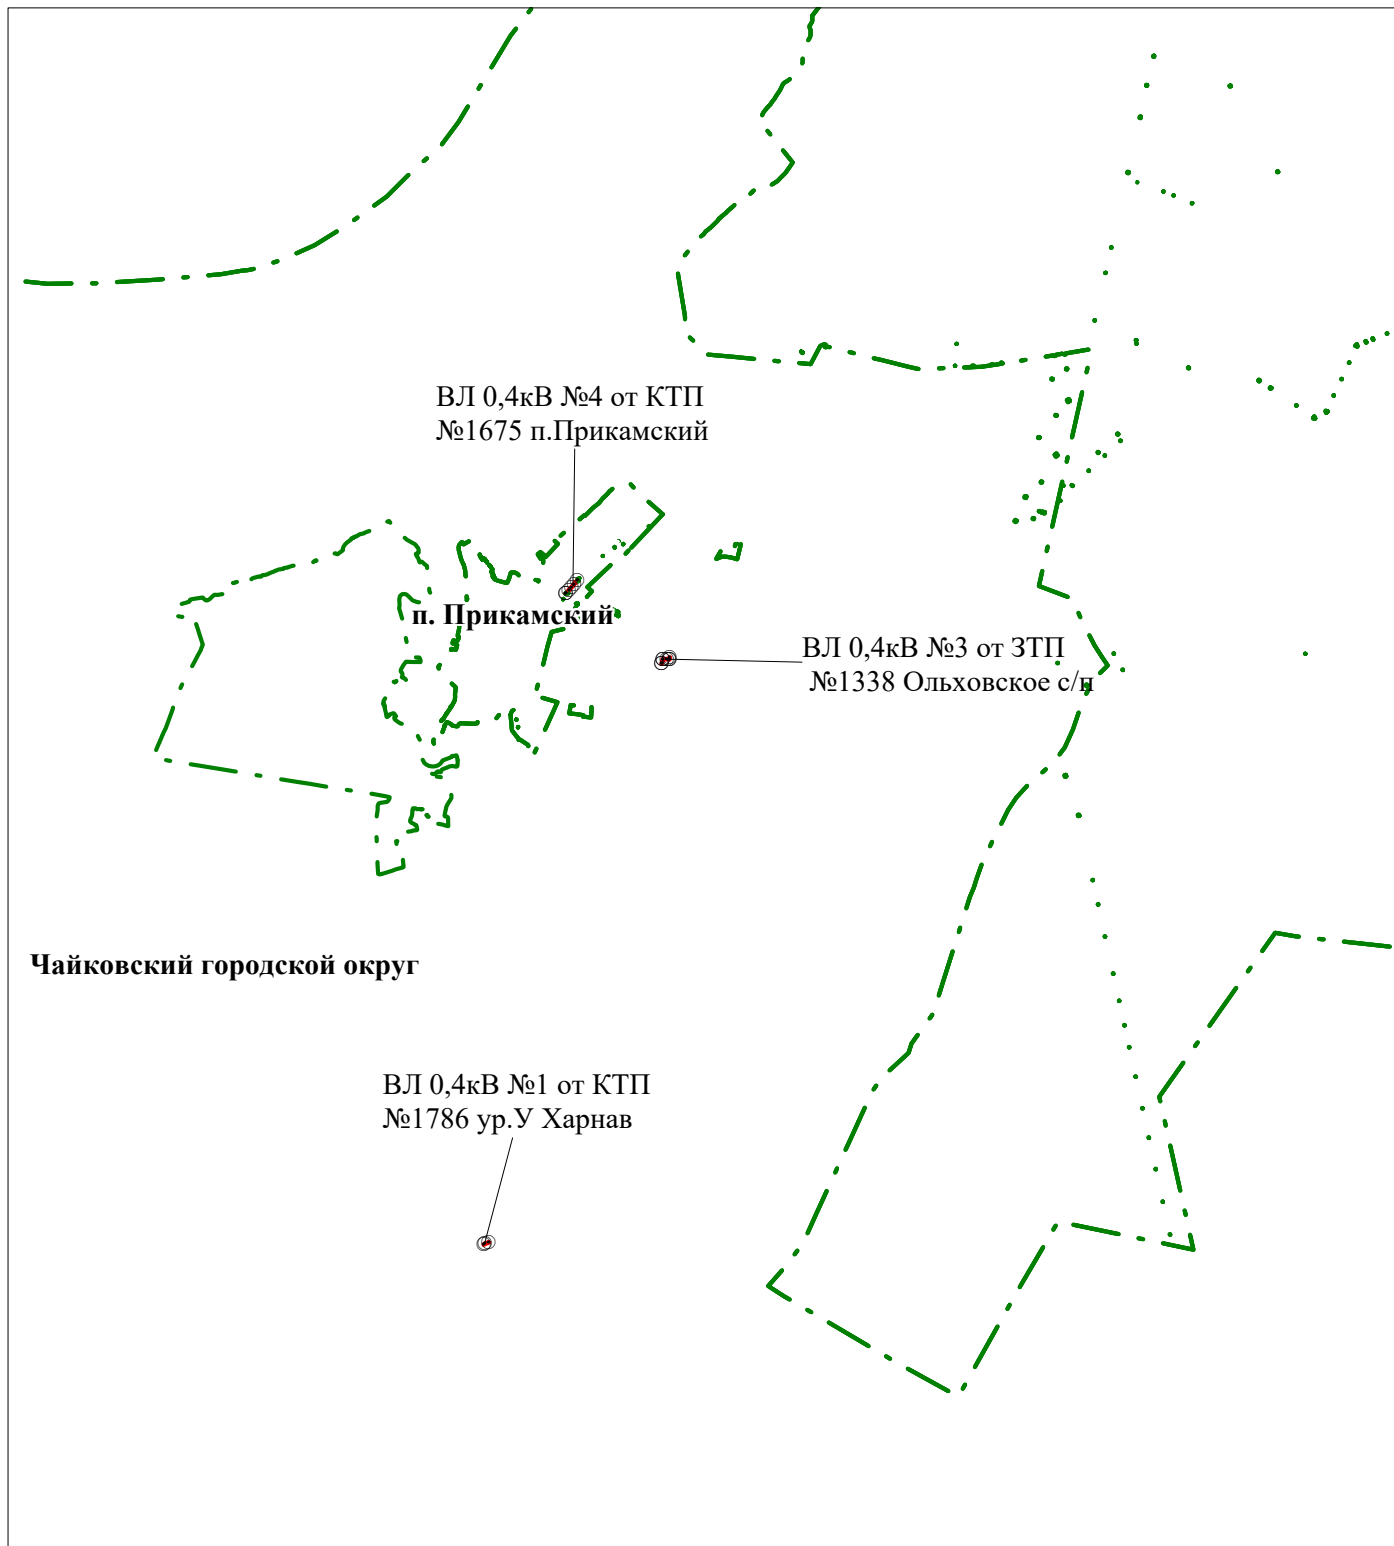 ВЛ 0,4кВ №4 от КТП
№1675 п.Прикамский
п. Прикамский
ВЛ 0,4кВ №3 от ЗТП
№1338 Ольховское с/п
Чайковский городской округ
ВЛ 0,4кВ №1 от КТП
№1786 ур.У Харнав